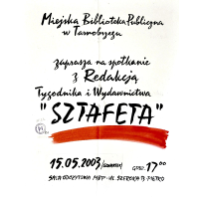 Miejska Biblioteka Publiczna
w Tarnobrzegu
zaprasza na spotkanie
z Redakcją
Tygodnika i Wydawnictwa
"SZTAFETA"
15.05.2003 /czwartek/ godz. 17⁰⁰